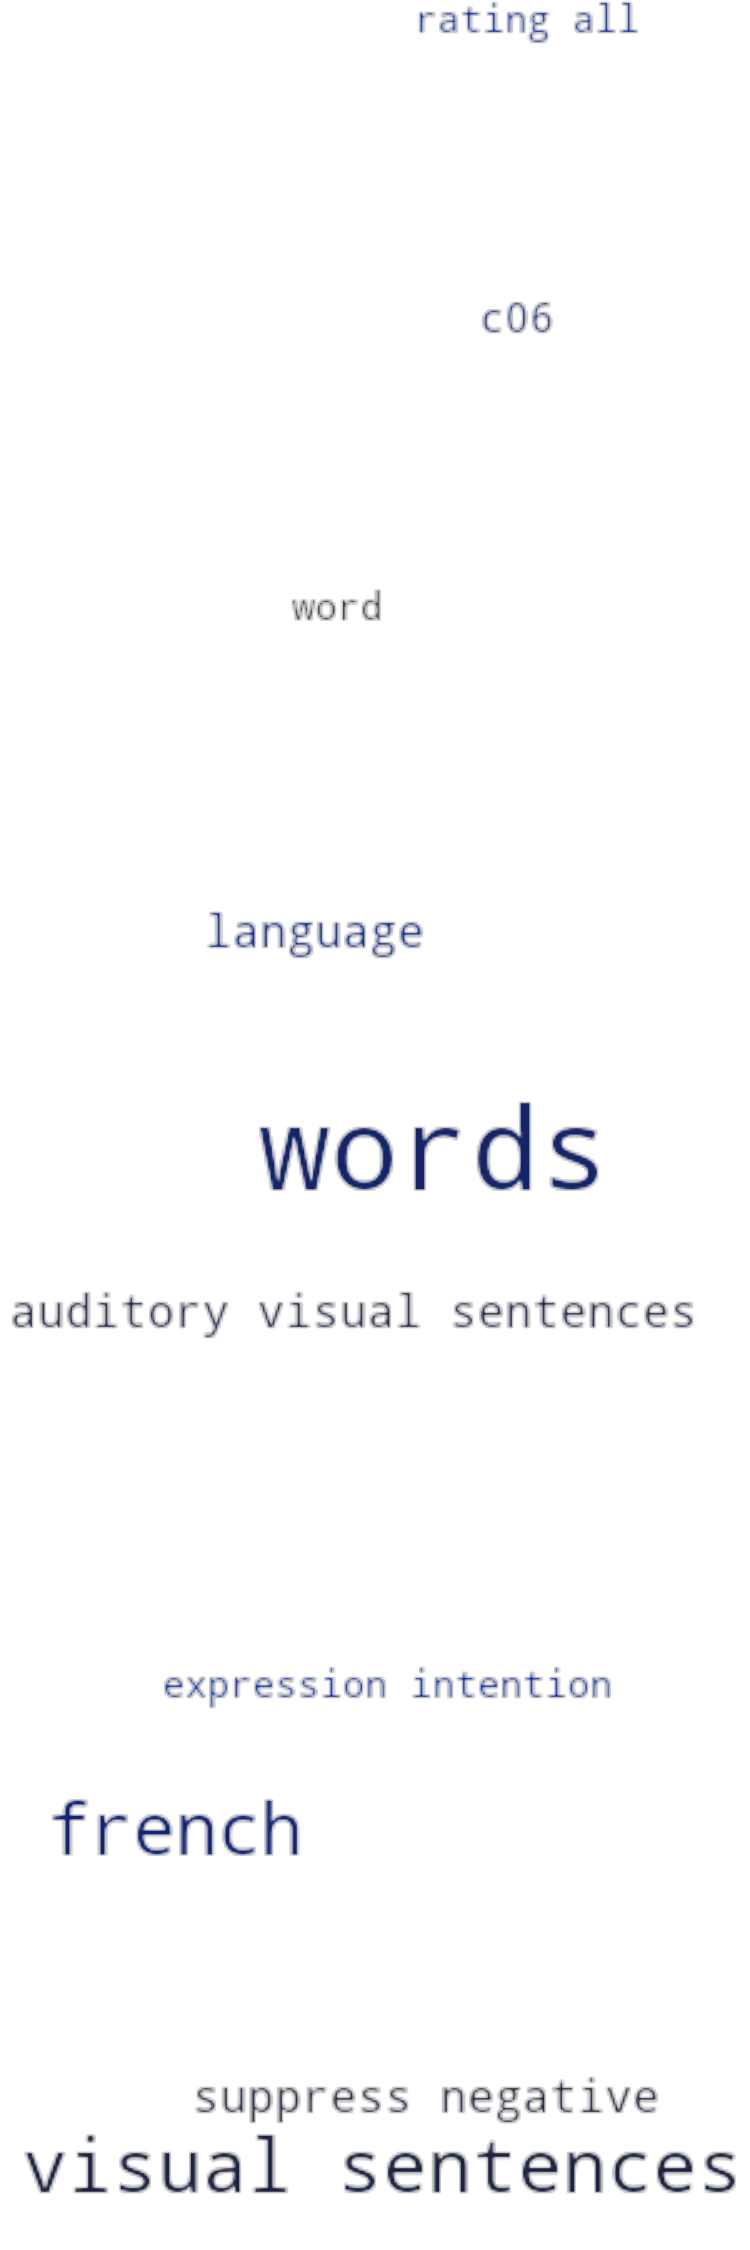 rating all
c06
word
language
words
auditory visual sentences
expression intention
french
suppress negative
visual sentences